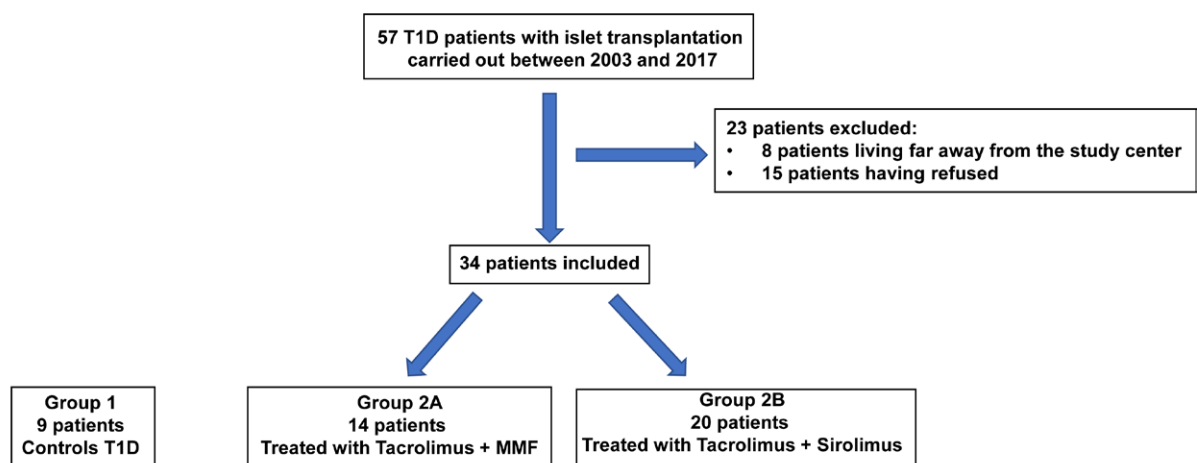 57 T1D patients with islet transplantation
carried out between 2003 and 2017
23 patients excluded:
• 8 patients living far away from the study center
• 15 patients having refused
34 patients included
Group 1
9 patients
Controls T1D
Group 2A
14 patients
Treated with Tacrolimus + MMF
Group 2B
20 patients
Treated with Tacrolimus + Sirolimus